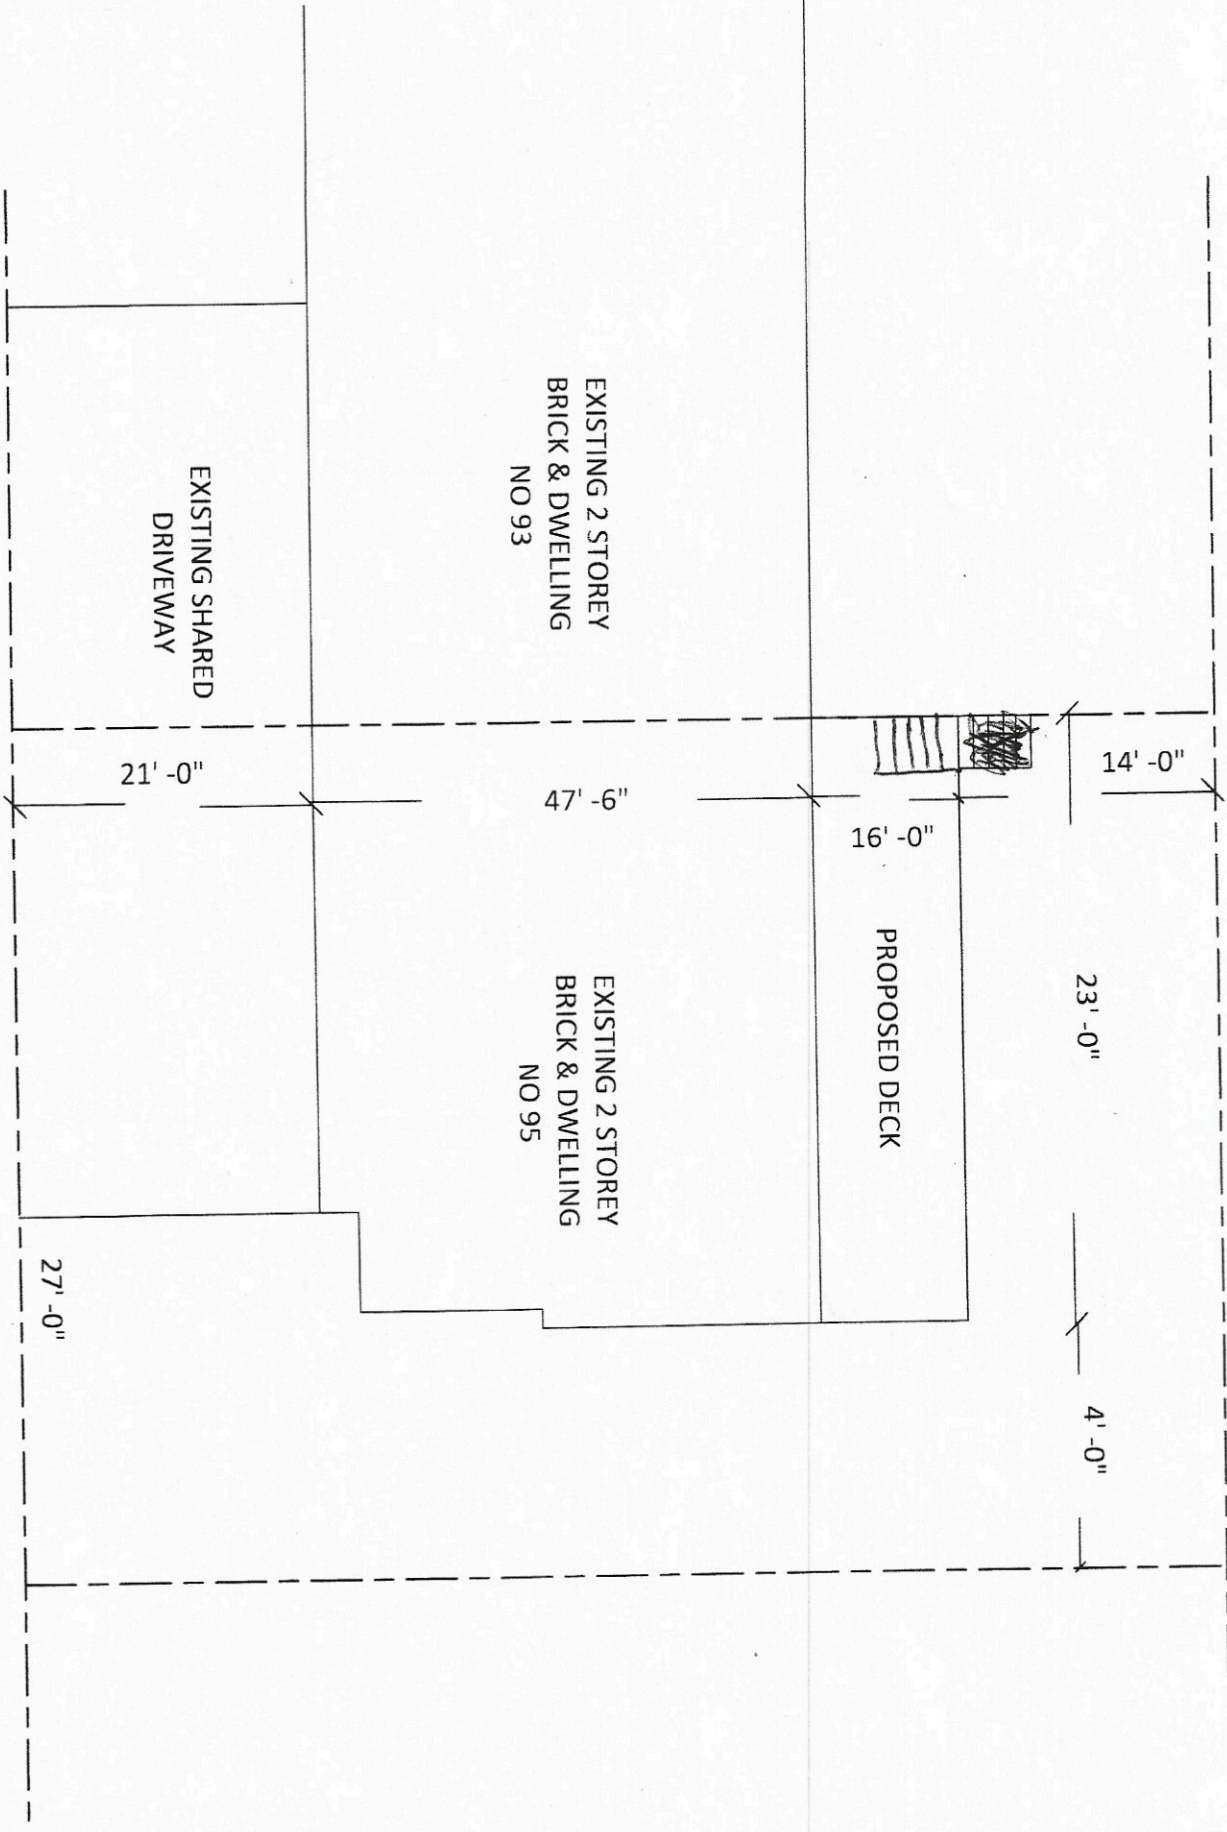 14' -0"
23' -0"
4' -0"
16' -0"
PROPOSED DECK
EXISTING 2 STOREY
BRICK & DWELLING
NO 93
47' -6"
EXISTING 2 STOREY
BRICK & DWELLING
NO 95
EXISTING SHARED
DRIVEWAY
21' -0"
27' -0"